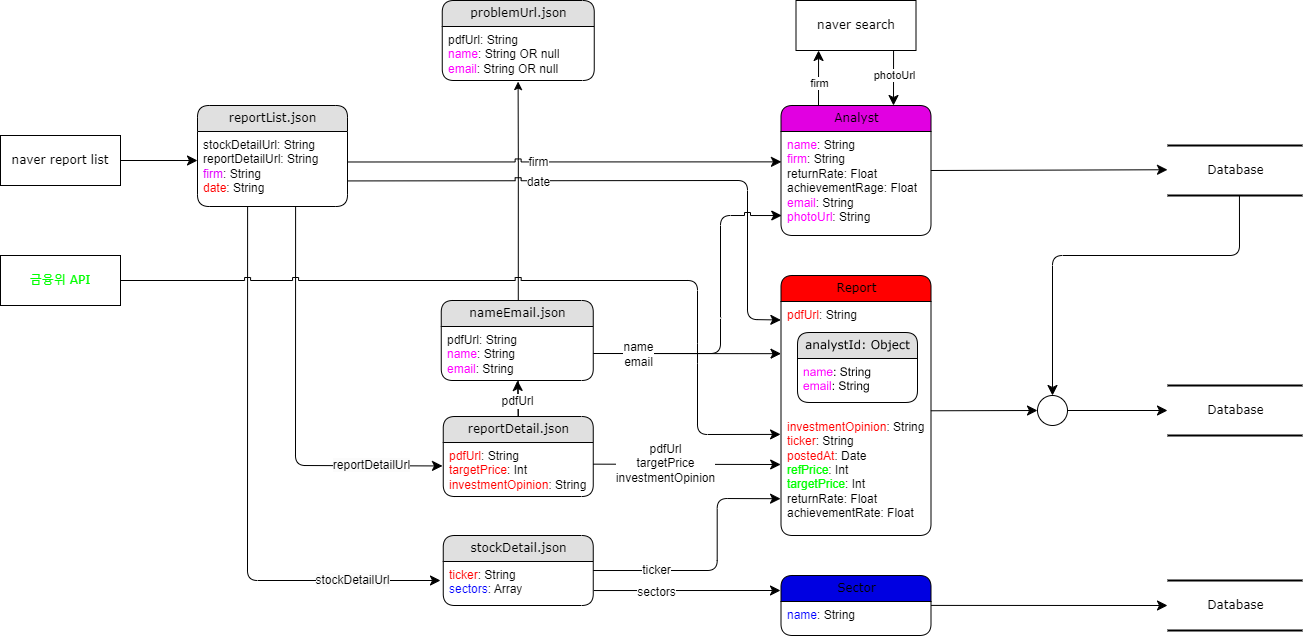 problemUrl.json
pdfUrl: String
name: String OR null
email: String OR null
naver search
firm
photoUrl
reportList.json
stockDetailUrl: String
reportDetailUrl: String
firm: String
date: String
naver report list
firm
date
Analyst
name: String
firm: String
returnRate: Float
achievementRage: Float
email: String
photoUrl: String
Database
금융위 API
nameEmail.json
pdfUrl: String
name: String
email: String
name
email
pdfUrl
Report
pdfUrl: String
analystId: Object
name: String
email: String
investmentOpinion: String
ticker: String
postedAt: Date
refPrice: Int
targetPrice: Int
returnRate: Float
achievementRate: Float
Database
reportDetail.json
pdfUrl: String
targetPrice: Int
investmentOpinion: String
reportDetailUrl
pdfUrl
targetPrice
investmentOpinion
stockDetail.json
ticker: String
sectors: Array
stockDetailUrl
ticker
sectors
Sector
name: String
Database